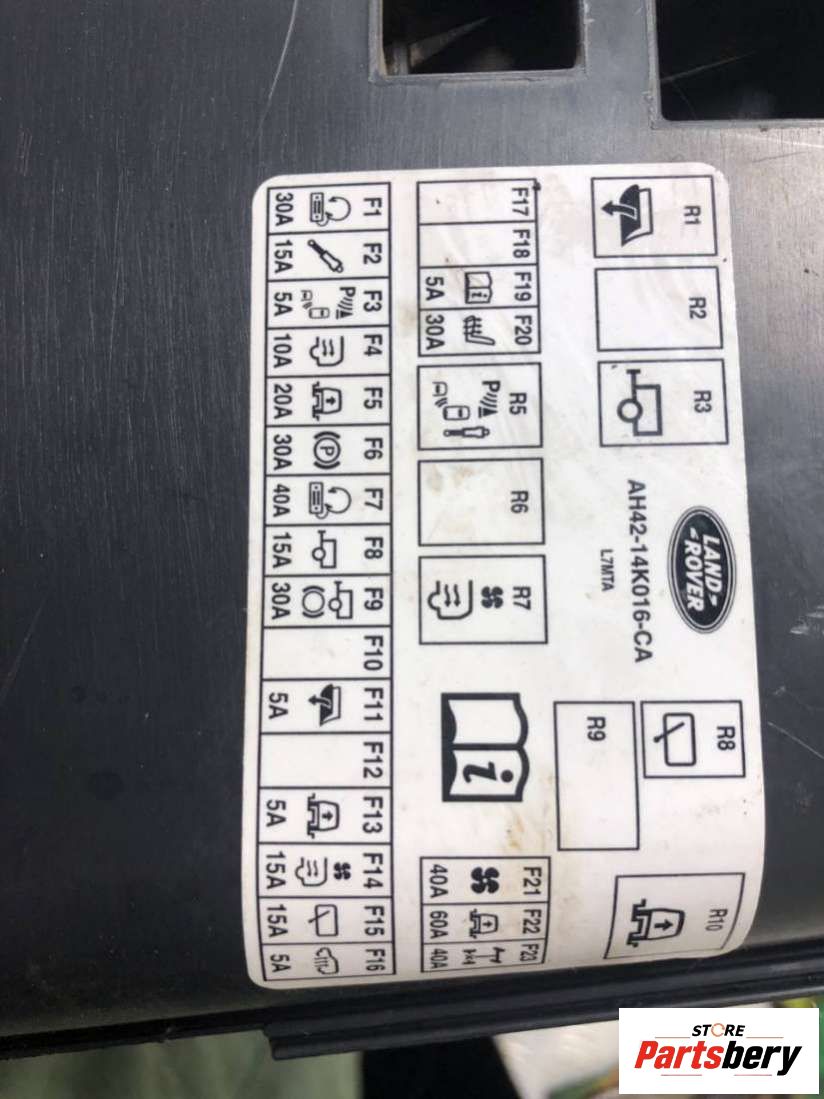 R1
R2
R3
LAND
ROVER
AH42-14K016-CA
L7MTA
R8
R9
R10
F17 F18 F19 F20
5A 30A
R5
P
R6
R7
i
F21 F22 F23
40A 60A 40A
F1 F2 F3 F4 F5 F6 F7 F8 F9 F10 F11 F12 F13 F14 F15 F16
P P
30A 15A 5A 10A 20A 30A 40A 15A 30A 5A 5A 15A 15A 5A
STORE
Partsbery